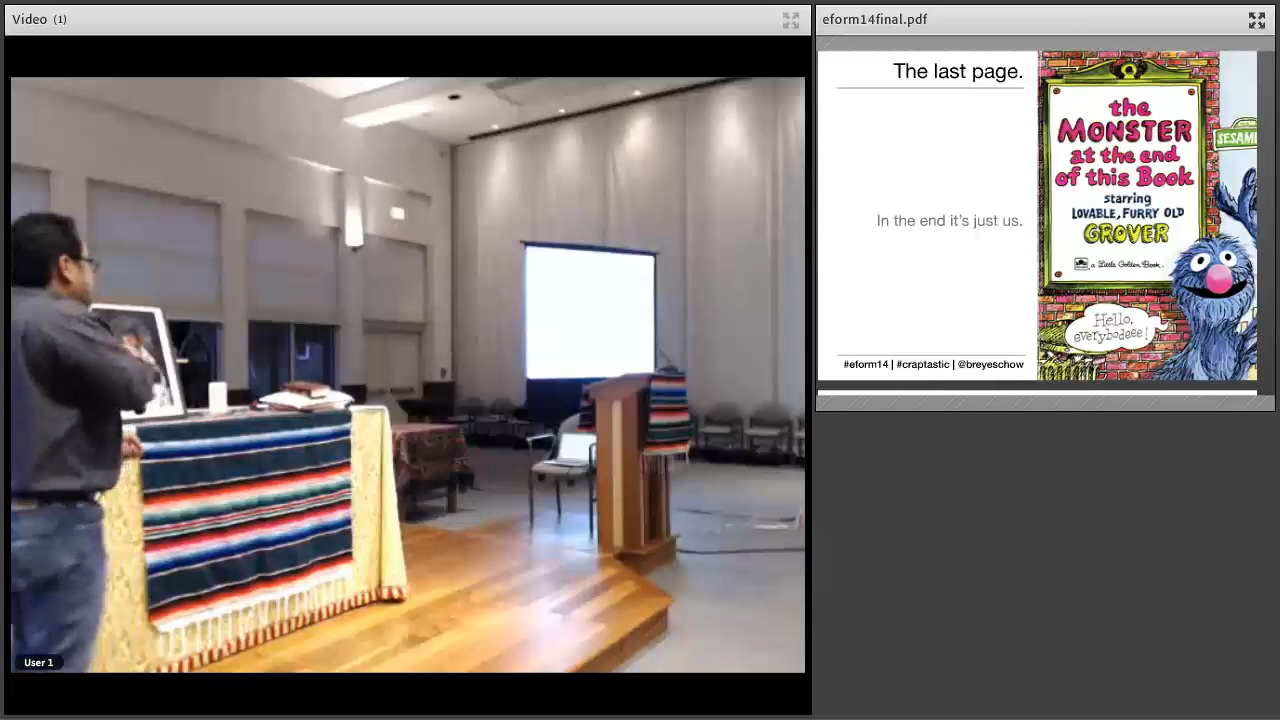 Video (1)
User 1
eform14final.pdf
The last page.
In the end it's just us.
#eform14 | #craptastic | @breyeschow
the
MONSTER
at the end
of this Book
starring
LOVABLE, FURRY OLD
GROVER
a Little Golden Book
Hello,
everybodeee!